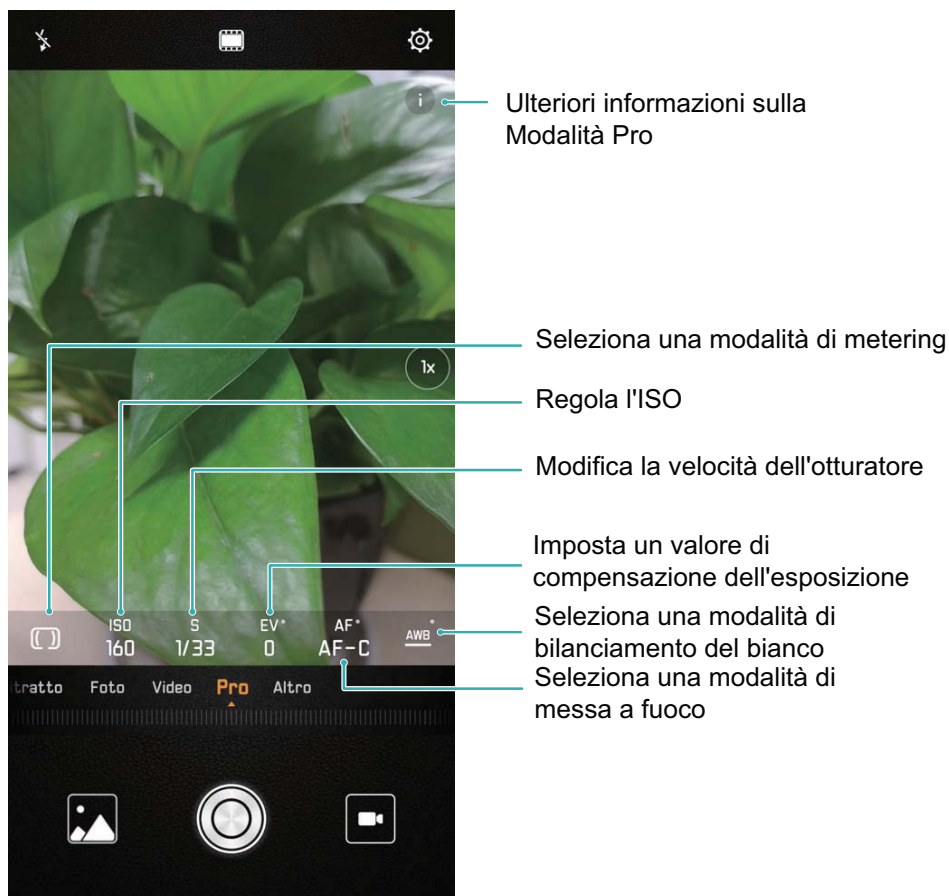 i
Ulteriori informazioni sulla
Modalità Pro
Seleziona una modalità di metering
1x
Regola l'ISO
Modifica la velocità dell'otturatore
Imposta un valore di
compensazione dell'esposizione
Seleziona una modalità di
bilanciamento del bianco
Seleziona una modalità di
messa a fuoco
ISO S EV AF
160 1/33 0 AF-C AWB
tratto Foto Video Pro Altro